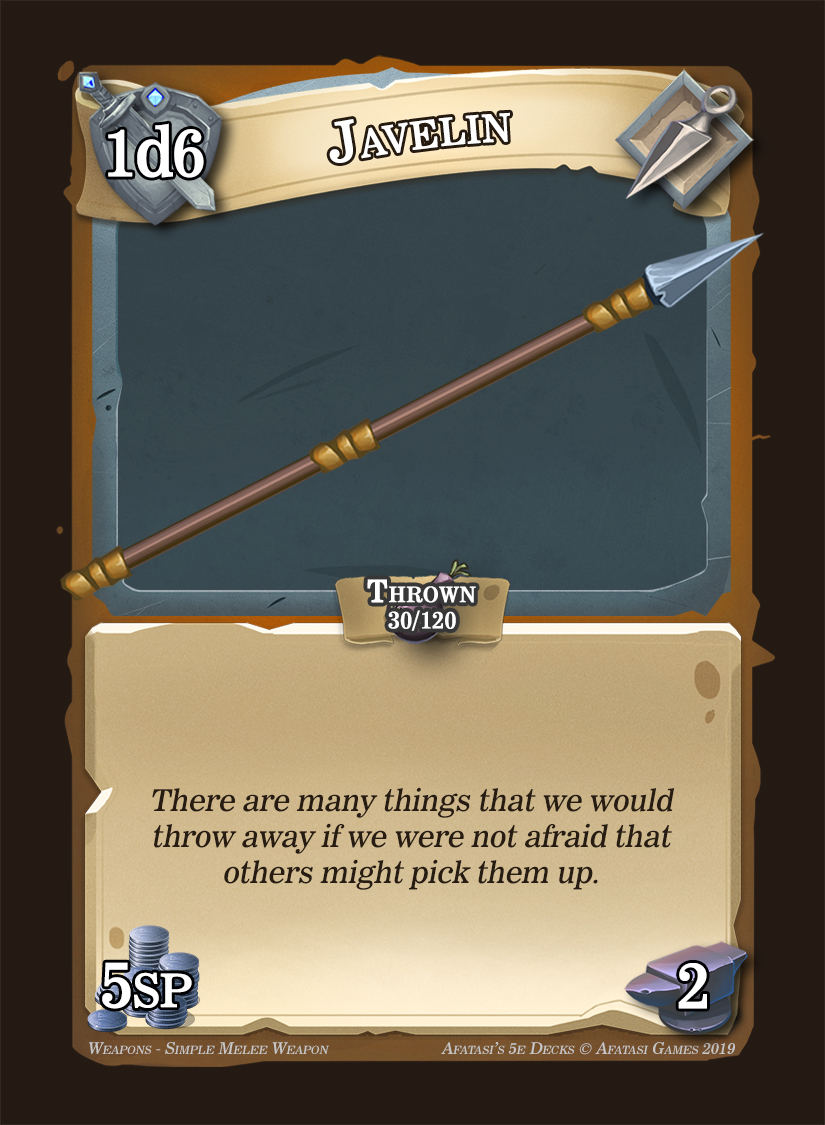 1d6
Javelin
Thrown
30/120
There are many things that we would
throw away if we were not afraid that
others might pick them up.
5sp
2
Weapons - Simple Melee Weapon
Afatasi's 5e Decks © Afatasi Games 2019